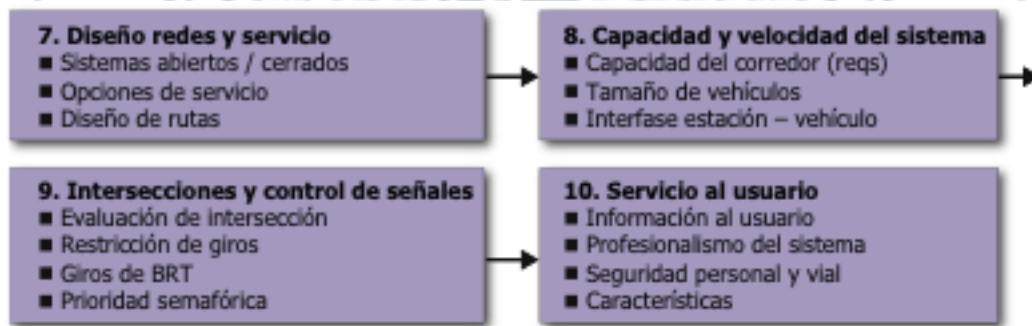 7. Diseño redes y servicio
■ Sistemas abiertos / cerrados
■ Opciones de servicio
■ Diseño de rutas
8. Capacidad y velocidad del sistema
■ Capacidad del corredor (reqs)
■ Tamaño de vehículos
■ Interfase estación – vehículo
9. Intersecciones y control de señales
■ Evaluación de intersección
■ Restricción de giros
■ Giros de BRT
■ Prioridad semafórica
10. Servicio al usuario
■ Información al usuario
■ Profesionalismo del sistema
■ Seguridad personal y vial
■ Características